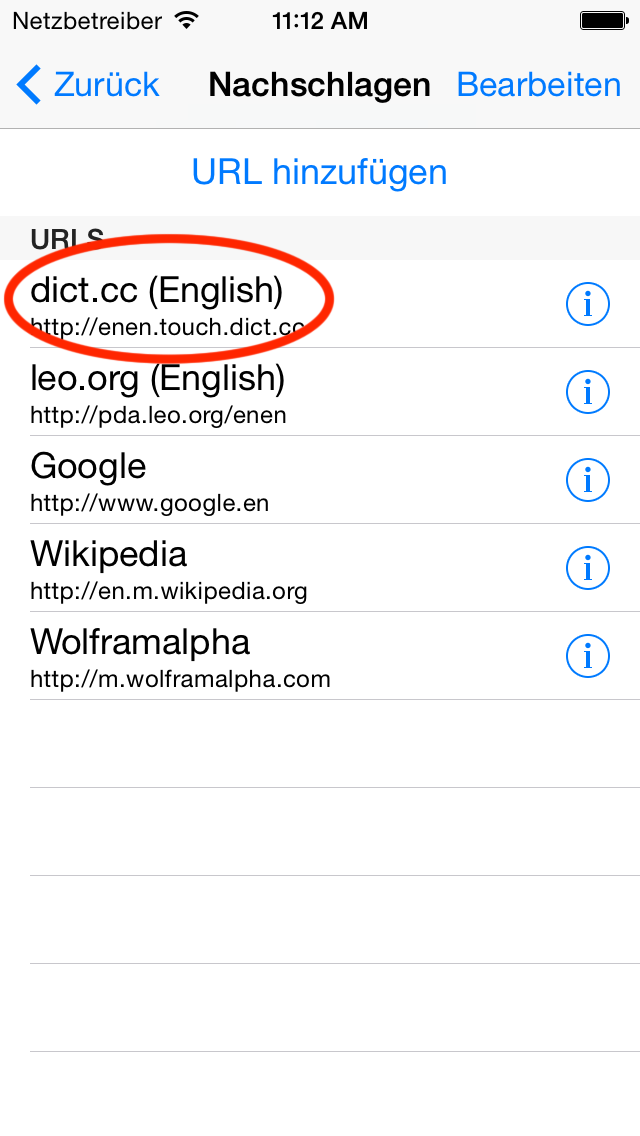 Netzbetreiber 11:12 AM
Zurück Nachschlagen Bearbeiten
URL hinzufügen
URLS
dict.cc (English)
http://enen.touch.dict.cc
leo.org (English)
http://pda.leo.org/enen
Google
http://www.google.en
Wikipedia
http://en.m.wikipedia.org
Wolframalpha
http://m.wolframalpha.com